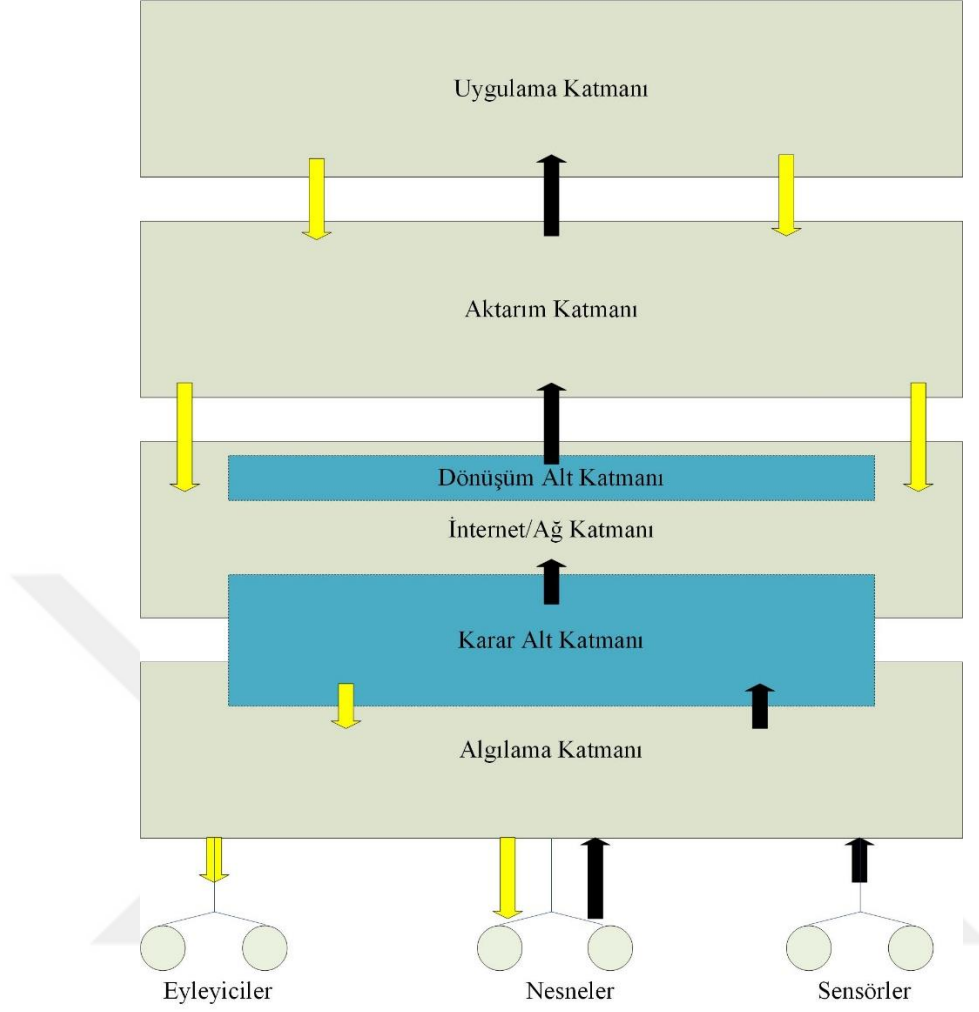 Uygulama Katmanı
Aktarım Katmanı
Dönüşüm Alt Katmanı
İnternet/Ağ Katmanı
Karar Alt Katmanı
Algılama Katmanı
Eyleyiciler
Nesneler
Sensörler